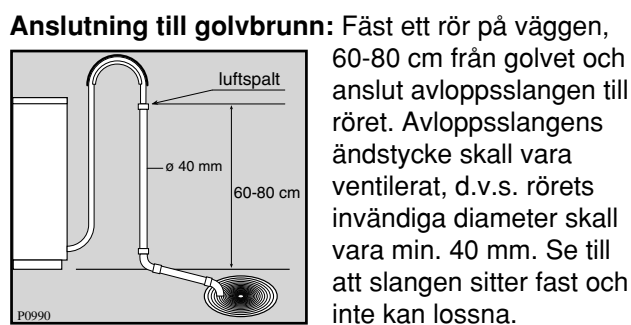 Anslutning till golvbrunn: Fäst ett rör på väggen,
60-80 cm från golvet och
anslut avloppsslangen till
röret. Avloppsslangens
ändstycke skall vara
ventilerat, d.v.s. rörets
invändiga diameter skall
vara min. 40 mm. Se till
att slangen sitter fast och
inte kan lossna.
luftspalt
ø 40 mm
60-80 cm
P0990